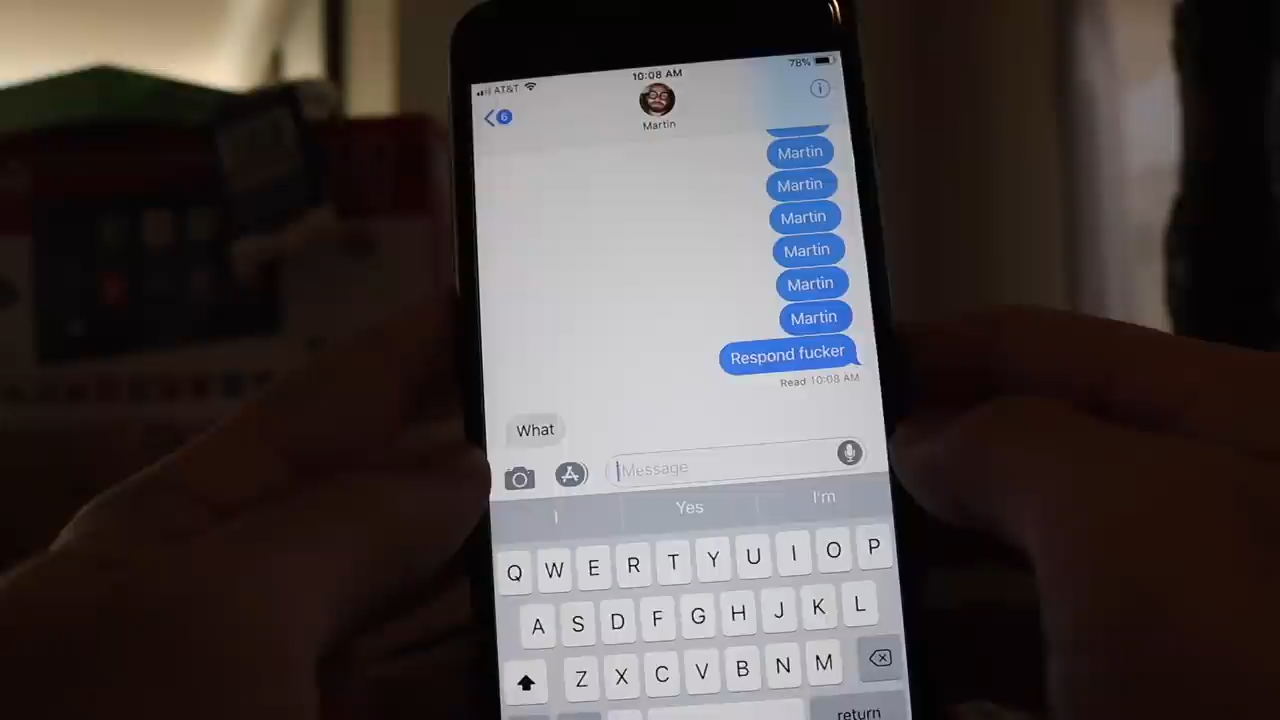 10:08 AM
78%
AT&T
6
Martin
Martin
Martin
Martin
Martin
Martin
Martin
Respond fucker
Read 10:08 AM
What
Message
I Yes I'm
Q W E R T Y U I O P
A S D F G H J K L
Z X C V B N M
return